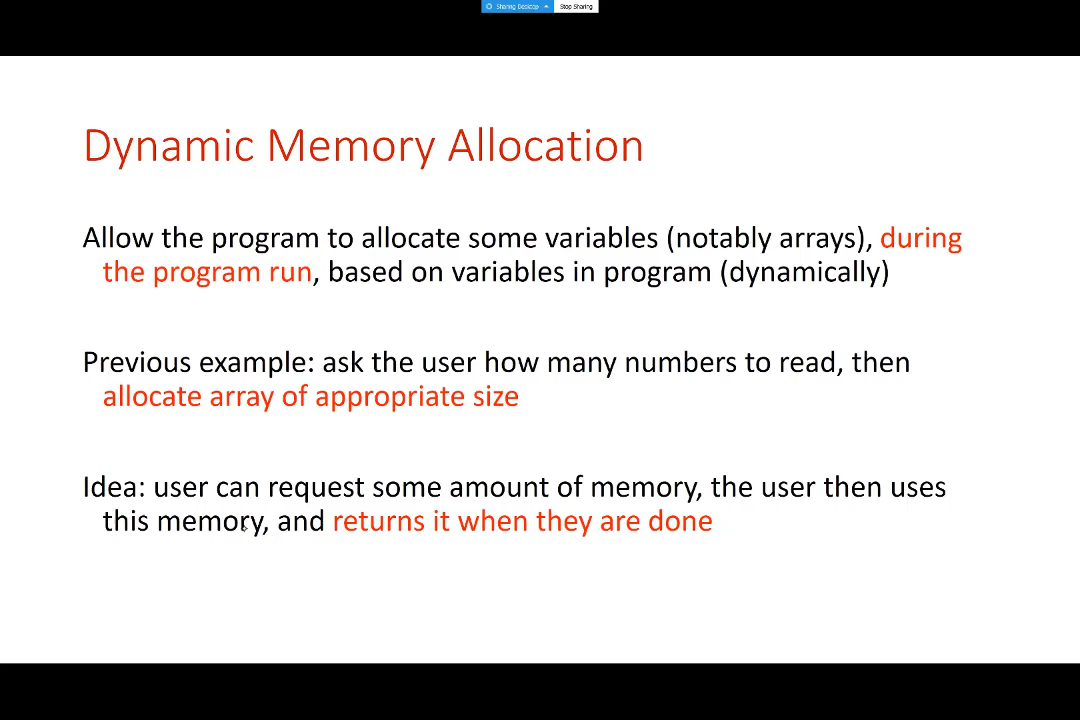 Sharing Desktop Stop Sharing
Dynamic Memory Allocation
Allow the program to allocate some variables (notably arrays), during
the program run, based on variables in program (dynamically)
Previous example: ask the user how many numbers to read, then
allocate array of appropriate size
Idea: user can request some amount of memory, the user then uses
this memory, and returns it when they are done